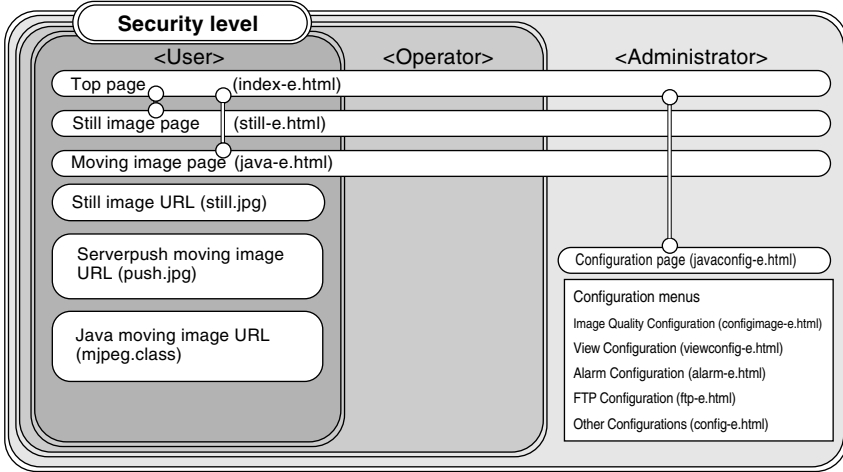 Security level
<User>
<Operator>
<Administrator>
Top page (index-e.html)
Still image page (still-e.html)
Moving image page (java-e.html)
Still image URL (still.jpg)
Serverpush moving image
URL (push.jpg)
Java moving image URL
(mjpeg.class)
Configuration page (javaconfig-e.html)
Configuration menus
Image Quality Configuration (configimage-e.html)
View Configuration (viewconfig-e.html)
Alarm Configuration (alarm-e.html)
FTP Configuration (ftp-e.html)
Other Configurations (config-e.html)